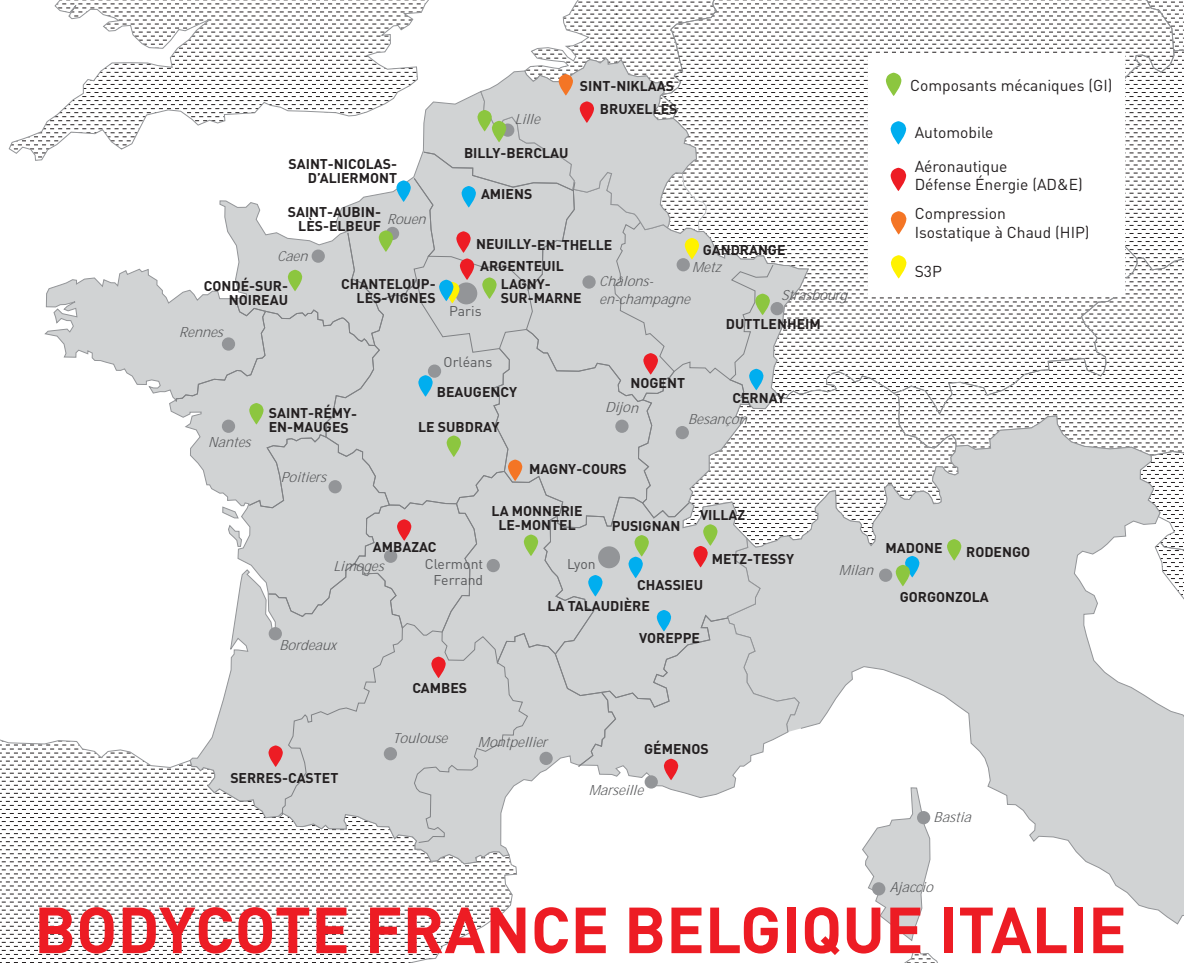 SINT-NIKLAAS
BRUXELLES
Lille
BILLY-BERCLAU
SAINT-NICOLAS-
D'ALIERMONT
AMIENS
SAINT-AUBIN-
LÈS-ELBEUF
Rouen
NEUILLY-EN-THELLE
Caen
ARGENTEUIL
GANDRANGE
Metz
CONDÉ-SUR-
NOIREAU
CHANTELOUP-
LES-VIGNES
LAGNY-
SUR-MARNE
Châlons-
en-champagne
Paris
Strasbourg
DUTTLENHEIM
Rennes
Orléans
BEAUGENCY
NOGENT
CERNAY
Dijon
Besançon
SAINT-RÉMY-
EN-MAUGES
Nantes
LE SUBDRAY
MAGNY-COURS
Poitiers
LA MONNERIE
LE-MONTEL
PUSIGNAN
VILLAZ
AMBAZAC
Limoges
Clermont
Ferrand
Lyon
METZ-TESSY
CHASSIEU
LA TALAUDIÈRE
VOREPPE
MADONE
RODENGO
Milan
GORGONZOLA
Bordeaux
CAMBES
Toulouse
Montpellier
GÉMENOS
SERRES-CASTET
Marseille
Bastia
Ajaccio
Composants mécaniques (GI)
Automobile
Aéronautique
Défense Énergie (AD&E)
Compression
Isostatique à Chaud (HIP)
S3P
BODYCOTE FRANCE BELGIQUE ITALIE